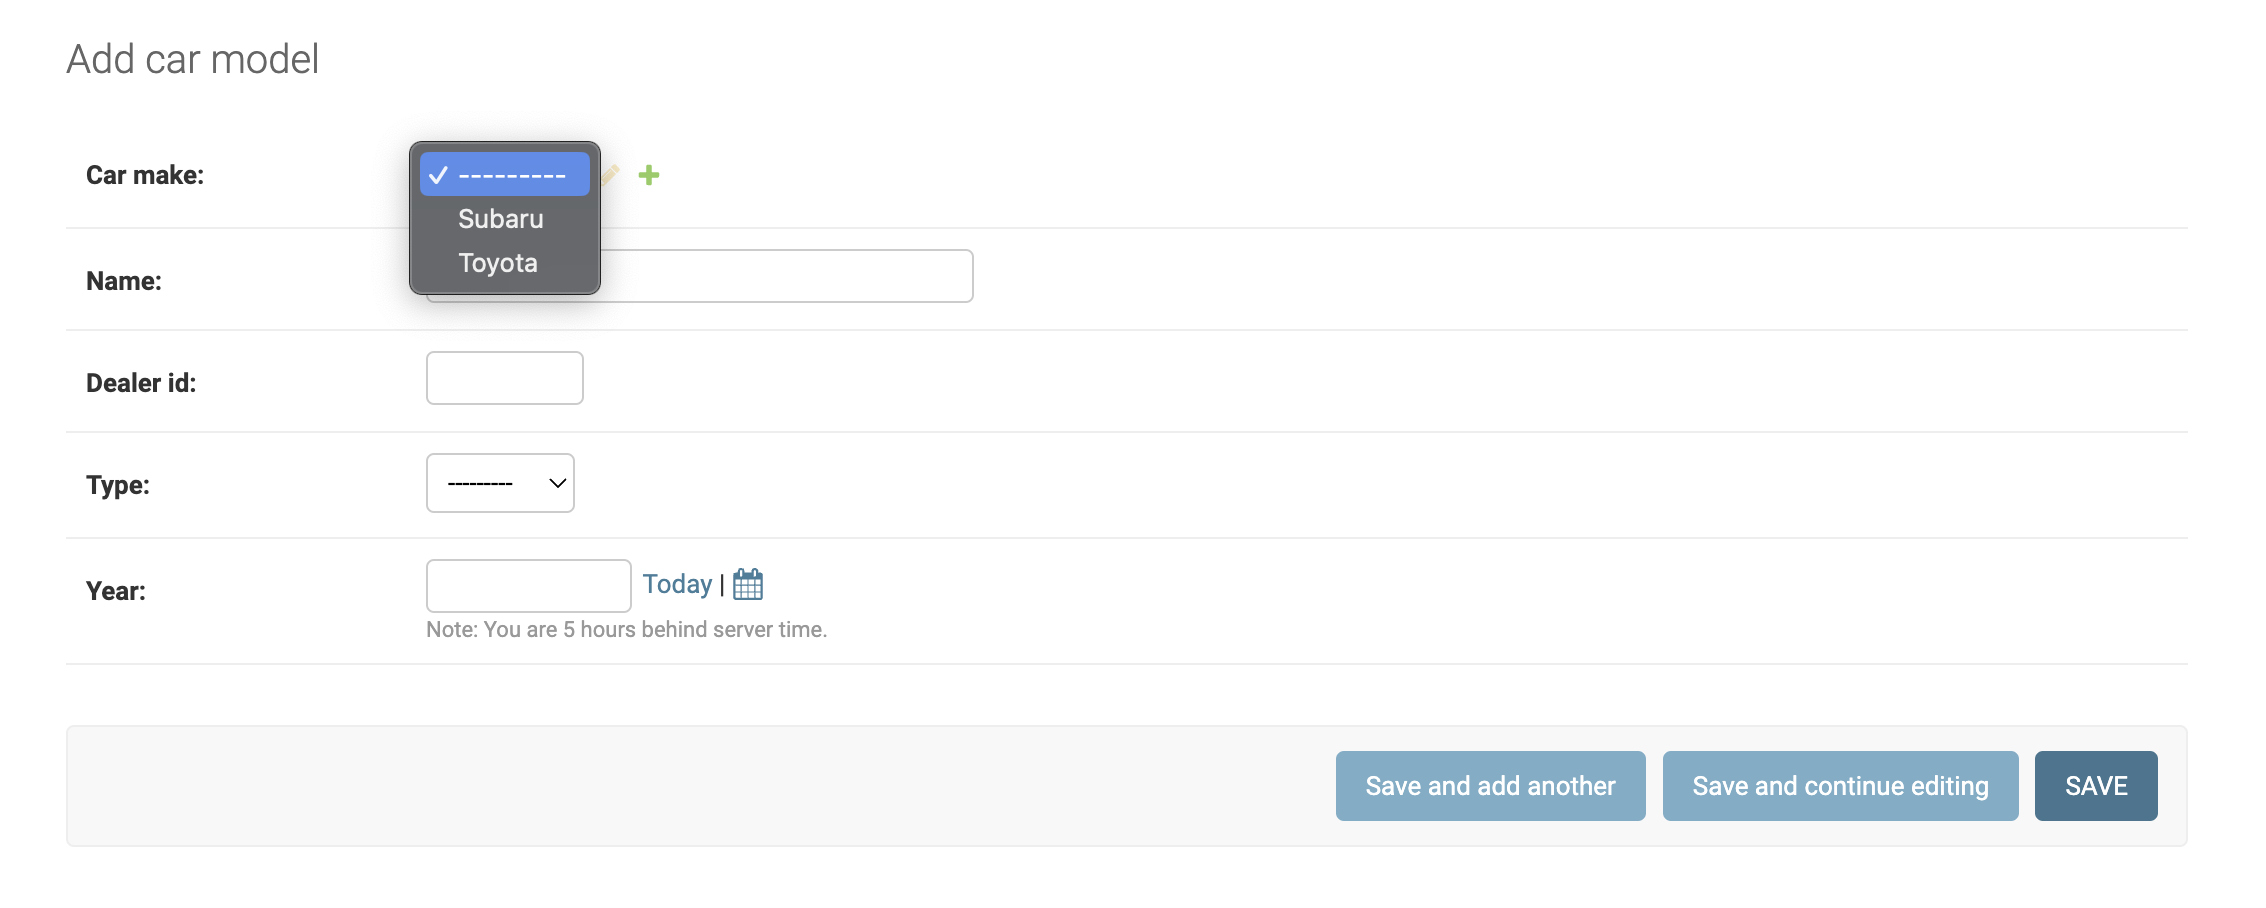 Add car model
Car make:
---------
Subaru
Toyota
Name:
Dealer id:
Type:
---------
Year:
Today |
Note: You are 5 hours behind server time.
Save and add another
Save and continue editing
SAVE